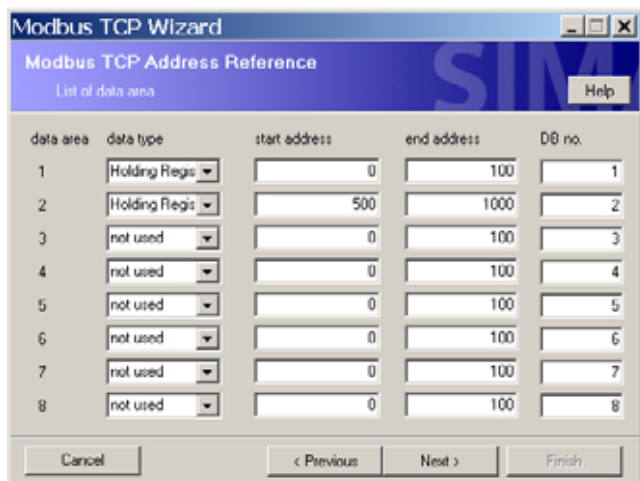 Modbus TCP Wizard
Modbus TCP Address Reference
SIMA
List of data area
Help
data area data type start address end address DB no.
1 Holding Regis 0 100 1
2 Holding Regis 500 1000 2
3 not used 0 100 3
4 not used 0 100 4
5 not used 0 100 5
6 not used 0 100 6
7 not used 0 100 7
8 not used 0 100 8
Cancel < Previous Next > Finish